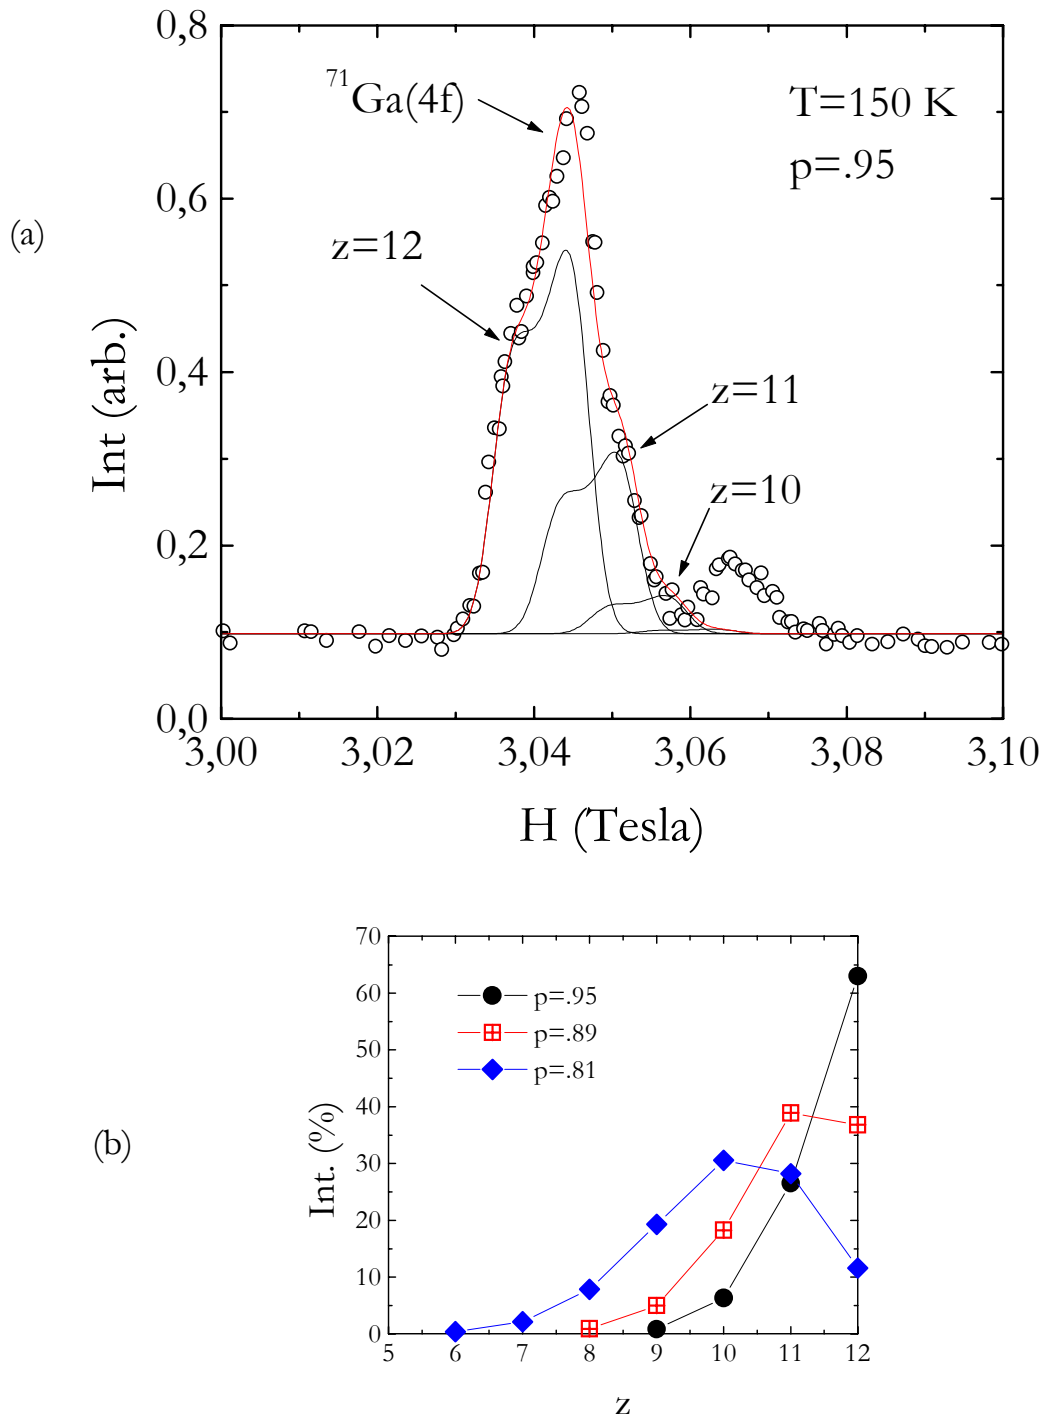 (a)
0,8
0,6
0,4
0,2
0,0
Int (arb.)
71Ga(4f)
T=150 K
p=.95
z=12
z=11
z=10
3,00 3,02 3,04 3,06 3,08 3,10
H (Tesla)
(b)
70
60
50
40
30
20
10
0
Int. (%)
p=.95
p=.89
p=.81
5 6 7 8 9 10 11 12
z